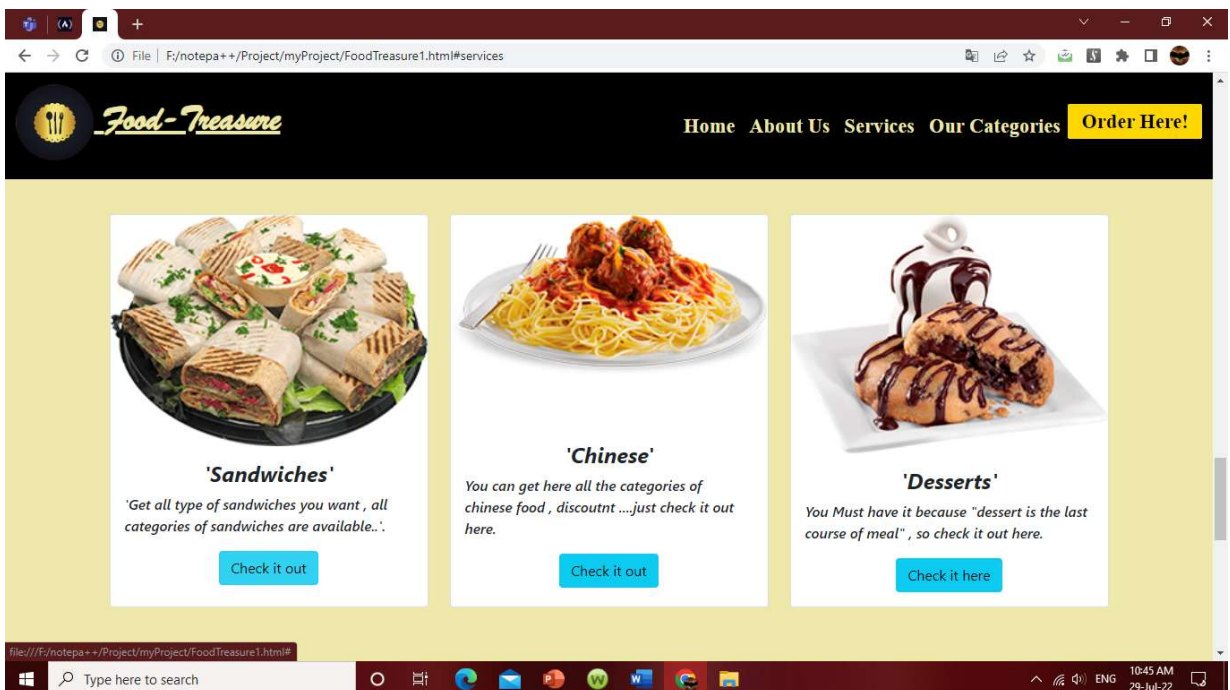 File | F:/notepa++/Project/myProject/FoodTreasure1.html#services
Food-Treasure
Home About Us Services Our Categories Order Here!
'Sandwiches'
'Get all type of sandwiches you want , all
categories of sandwiches are available..'.
Check it out
'Chinese'
You can get here all the categories of
chinese food , discoutnt ....just check it out
here.
Check it out
'Desserts'
You Must have it because "dessert is the last
course of meal" , so check it out here.
Check it here
file:///F:/notepa++/Project/myProject/FoodTreasure1.html#
Type here to search
ENG
10:45 AM
29-Jul-22